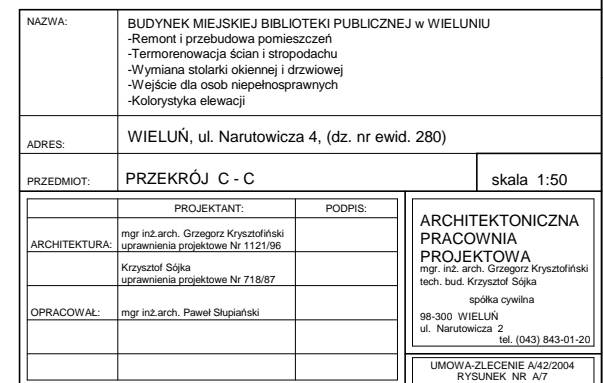 NAZWA:
BUDYNEK MIEJSKIEJ BIBLIOTEKI PUBLICZNEJ w WIELUNIU
-Remont i przebudowa pomieszczeń
-Termorenowacja ścian i stropodachu
-Wymiana stolarki okiennej i drzwiowej
-Wejście dla osob niepełnosprawnych
-Kolorystyka elewacji
ADRES:
WIELUŃ, ul. Narutowicza 4, (dz. nr ewid. 280)
PRZEDMIOT:
PRZEKRÓJ C - C
skala 1:50
PROJEKTANT:
PODPIS:
ARCHITEKTURA:
mgr inż.arch. Grzegorz Krysztofiński
uprawnienia projektowe Nr 1121/96
Krzysztof Sójka
uprawnienia projektowe Nr 718/87
OPRACOWAŁ:
mgr inż.arch. Paweł Słupiański
ARCHITEKTONICZNA
PRACOWNIA
PROJEKTOWA
mgr. inż. arch. Grzegorz Krysztofiński
tech. bud. Krzysztof Sójka
spółka cywilna
98-300 WIELUŃ
ul. Narutowicza 2
tel. (043) 843-01-20
UMOWA-ZLECENIE A/42/2004
RYSUNEK NR A/7